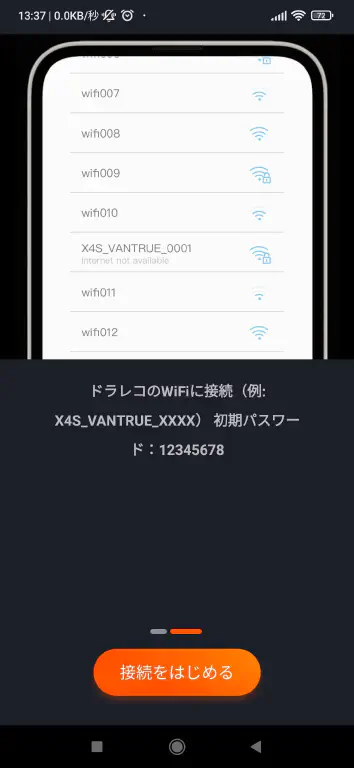 13:37 | 0.0KB/秒
72
wifi007
wifi008
wifi009
wifi010
X4S_VANTRUE_0001
Internet not available
wifi011
wifi012
ドラレコのWiFiに接続（例:
X4S_VANTRUE_XXXX） 初期パスワー
ド：12345678
接続をはじめる